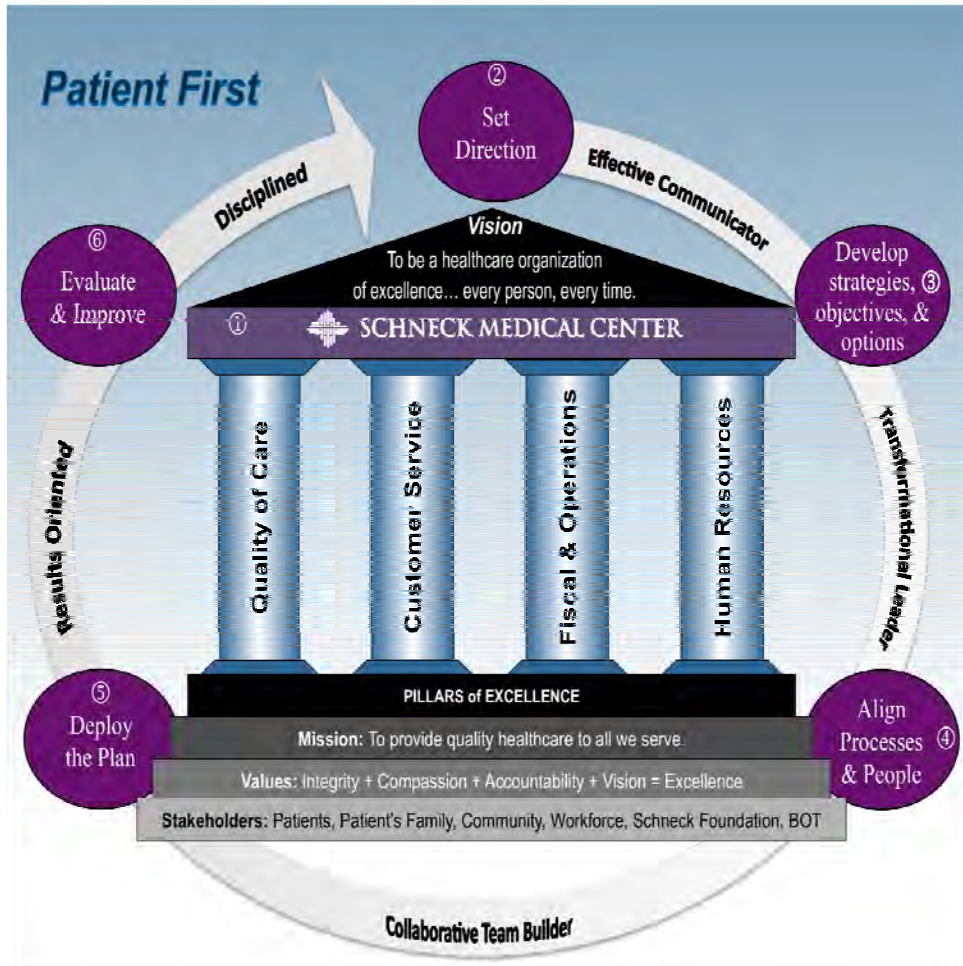 Patient First
②
Set
Direction
Effective Communicator
Develop
strategies, ③
objectives, &
options
Transfurmational Leader
Align
Processes ④
& People
Collaborative Team Builder
⑤
Deploy
the Plan
Results Oriented
⑥
Evaluate
& Improve
Disciplined
Vision
To be a healthcare organization
of excellence... every person, every time.
① SCHNECK MEDICAL CENTER
Quality of Care
Customer Service
Fiscal & Operations
Human Resources
PILLARS of EXCELLENCE
Mission: To provide quality healthcare to all we serve
Values: Integrity + Compassion + Accountability + Vision = Excellence
Stakeholders: Patients, Patient's Family, Community, Workforce, Schneck Foundation, BOT